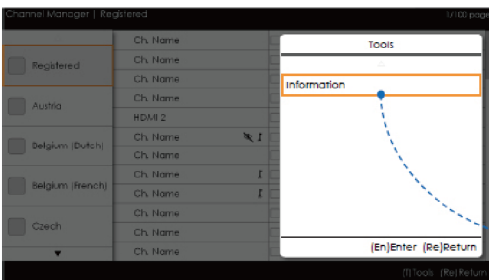 Channel Manager | Registered
1/100 page
Registered
Austria
Belgium (Dutch)
Belgium (French)
Czech
Ch. Name
Ch. Name
Ch. Name
Ch. Name
HDMI 2
Ch. Name
Ch. Name
Ch. Name
Ch. Name
Ch. Name
Ch. Name
Ch. Name
Tools
Information
(En)Enter (Re)Return
(T)Tools (Re)Return